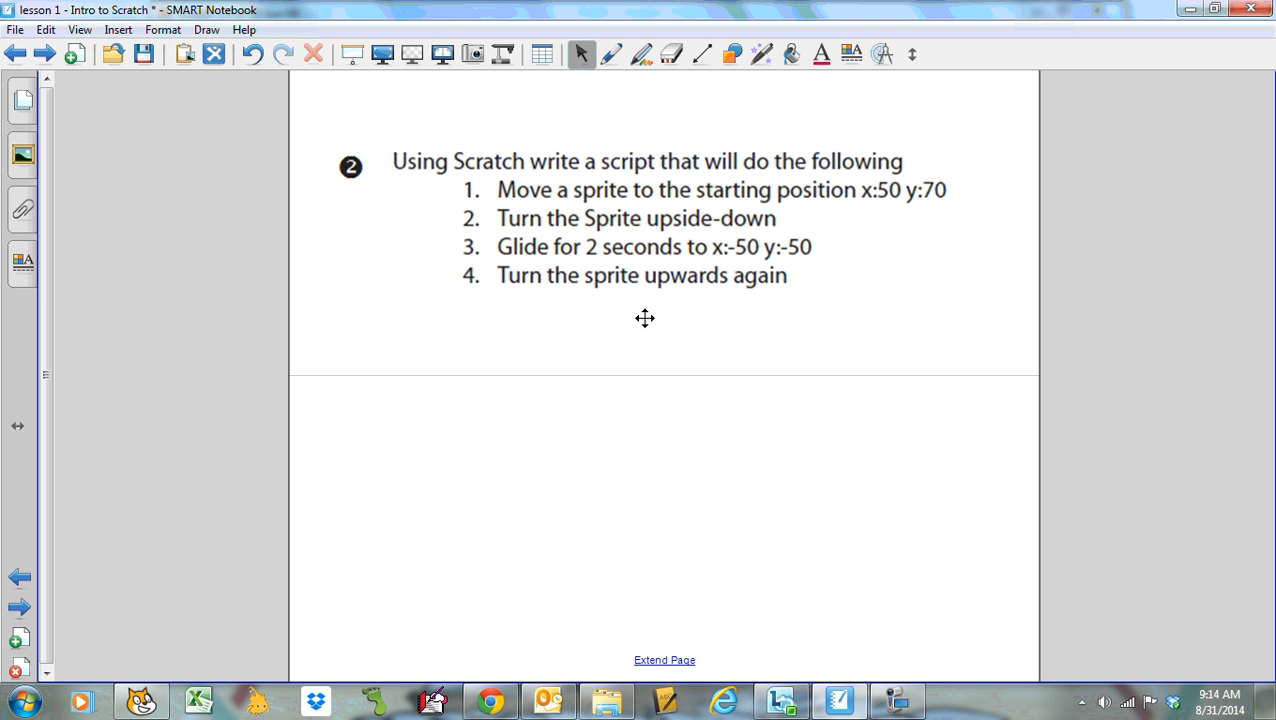 lesson 1 - Intro to Scratch * - SMART Notebook
File Edit View Insert Format Draw Help
2 Using Scratch write a script that will do the following
1. Move a sprite to the starting position x:50 y:70
2. Turn the Sprite upside-down
3. Glide for 2 seconds to x:-50 y:-50
4. Turn the sprite upwards again
Extend Page
9:14 AM
8/31/2014